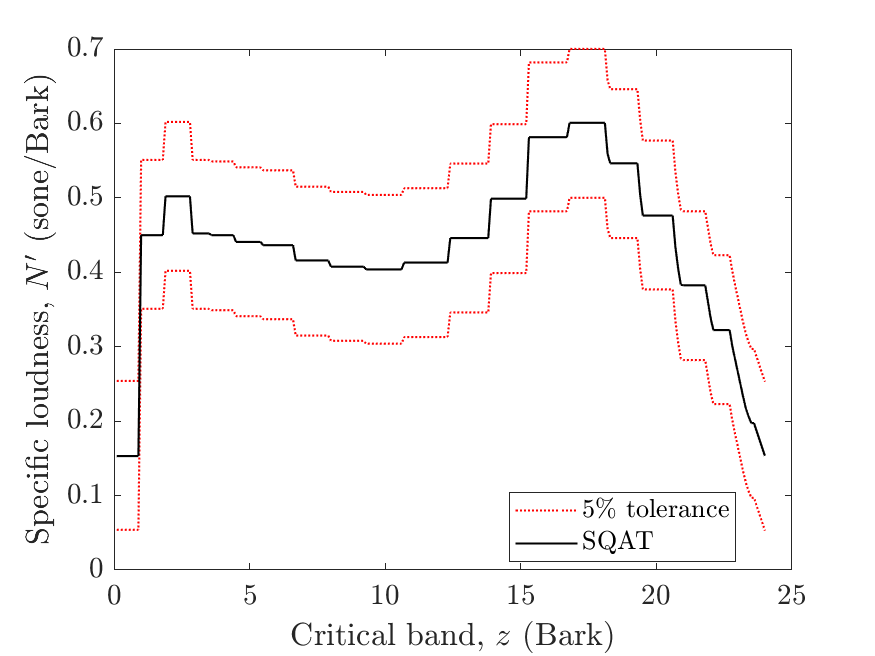 0.7
0.6
0.5
0.4
0.3
0.2
0.1
0
Specific loudness, N′ (sone/Bark)
5% tolerance
SQAT
0 5 10 15 20 25
Critical band, z (Bark)